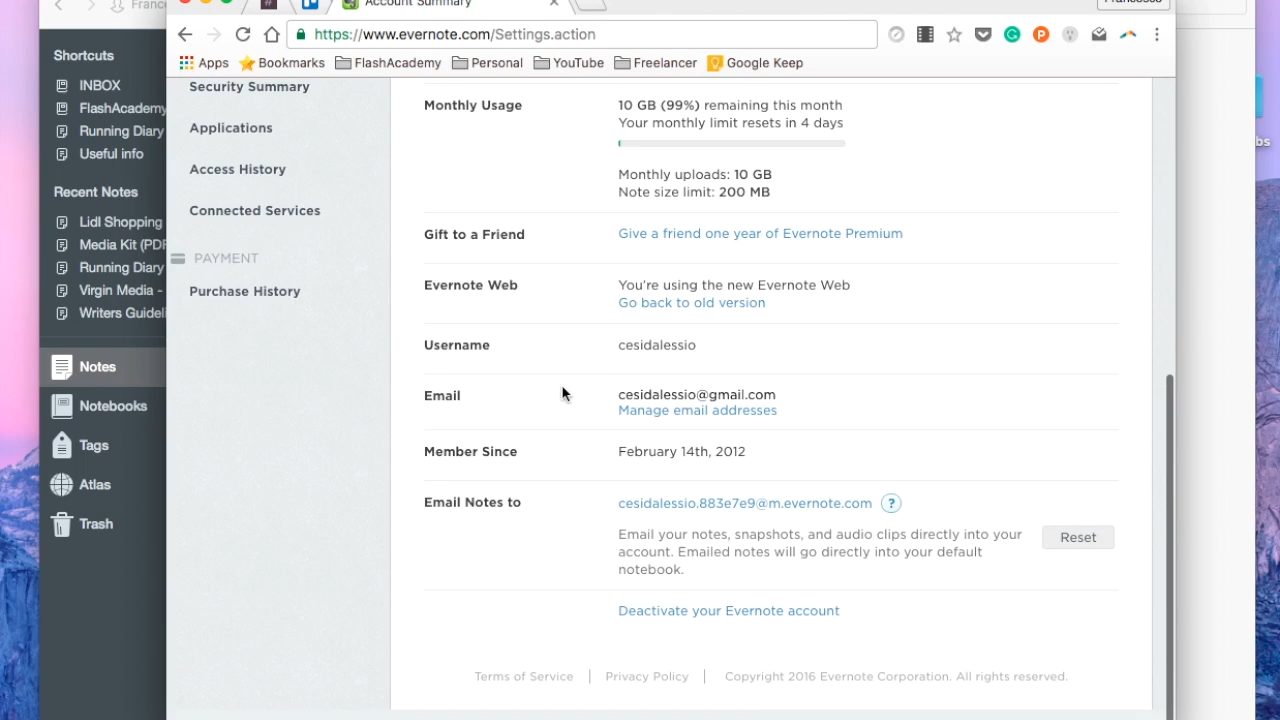 Account Summary
Francesco
https://www.evernote.com/Settings.action
Apps
Bookmarks
FlashAcademy
Personal
YouTube
Freelancer
Google Keep
Shortcuts
INBOX
FlashAcademy
Running Diary
Useful info
Recent Notes
Lidl Shopping
Media Kit (PDF
Running Diary
Virgin Media -
Writers Guideli
Notes
Notebooks
Tags
Atlas
Trash
Security Summary
Applications
Access History
Connected Services
PAYMENT
Purchase History
Monthly Usage
10 GB (99%) remaining this month
Your monthly limit resets in 4 days
Monthly uploads: 10 GB
Note size limit: 200 MB
Gift to a Friend
Give a friend one year of Evernote Premium
Evernote Web
You're using the new Evernote Web
Go back to old version
Username
cesidalessio
Email
cesidalessio@gmail.com
Manage email addresses
Member Since
February 14th, 2012
Email Notes to
cesidalessio.883e7e9@m.evernote.com ?
Email your notes, snapshots, and audio clips directly into your
account. Emailed notes will go directly into your default
notebook.
Reset
Deactivate your Evernote account
Terms of Service | Privacy Policy | Copyright 2016 Evernote Corporation. All rights reserved.